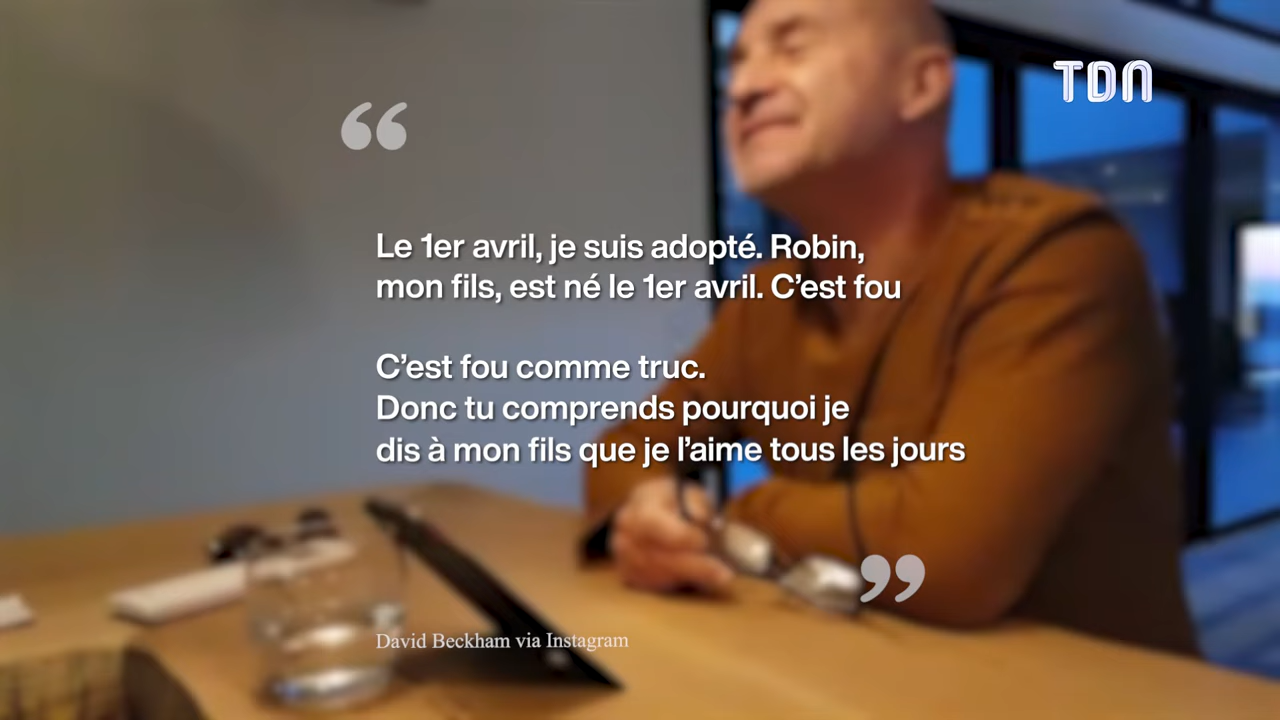 TDN
“
Le 1er avril, je suis adopté. Robin,
mon fils, est né le 1er avril. C’est fou
C’est fou comme truc.
Donc tu comprends pourquoi je
dis à mon fils que je l’aime tous les jours
”
David Beckham via Instagram